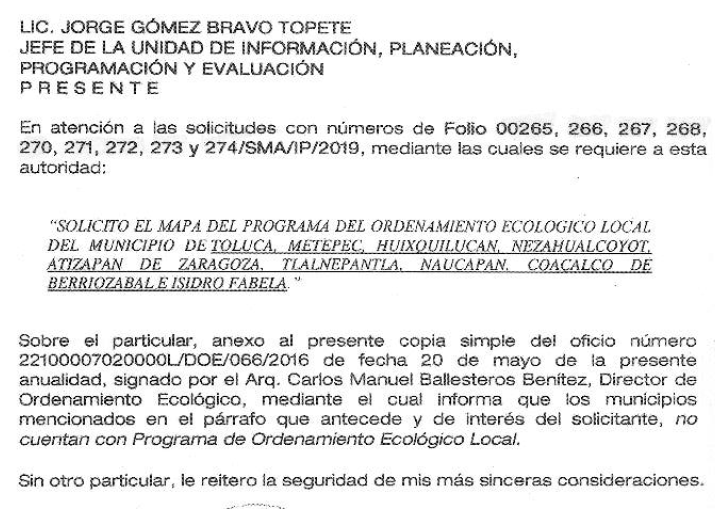 LIC. JORGE GÓMEZ BRAVO TOPETE
JEFE DE LA UNIDAD DE INFORMACIÓN, PLANEACIÓN,
PROGRAMACIÓN Y EVALUACIÓN
P R E S E N T E
En atención a las solicitudes con números de Folio 00265, 266, 267, 268,
270, 271, 272, 273 y 274/SMA/IP/2019, mediante las cuales se requiere a esta
autoridad:
"SOLICITO EL MAPA DEL PROGRAMA DEL ORDENAMIENTO ECOLOGICO LOCAL
DEL MUNICIPIO DE TOLUCA, METEPEC, HUIXQUILUCAN, NEZAHUALCOYOT,
ATIZAPAN DE ZARAGOZA, TLALNEPANTLA, NAUCAPAN, COACALCO DE
BERRIOZABAL E ISIDRO FABELA."
Sobre el particular, anexo al presente copia simple del oficio número
22100007020000L/DOE/066/2016 de fecha 20 de mayo de la presente
anualidad, signado por el Arq. Carlos Manuel Ballesteros Benítez, Director de
Ordenamiento Ecológico, mediante el cual informa que los municipios
mencionados en el párrafo que antecede y de interés del solicitante, no
cuentan con Programa de Ordenamiento Ecológico Local.
Sin otro particular, le reitero la seguridad de mis más sinceras consideraciones.